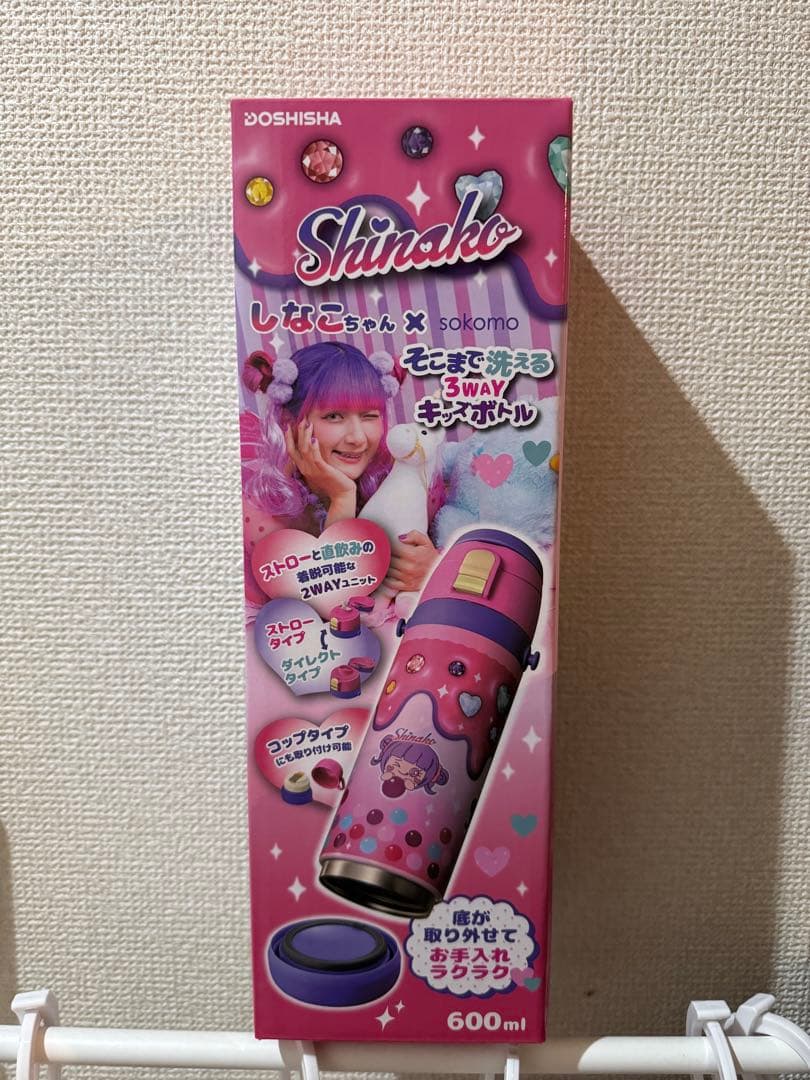 DOSHISHA
Shinako
しなこちゃん × sokomo
そこまで洗える
3WAY
キッズボトル
ストローと直飲みの
着脱可能な
2WAYユニット
ストロー
タイプ
ダイレクト
タイプ
コップタイプ
にも取り付け可能
Shinako
底が
取り外せて
お手入れ
ラクラク
600ml